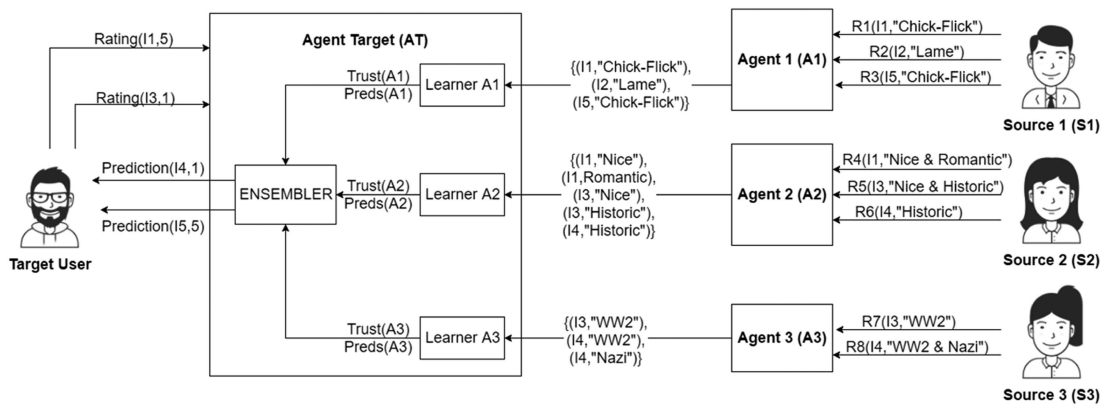 Rating(I1,5)
Rating(I3,1)
Prediction(I4,1)
Prediction(I5,5)
Target User
Agent Target (AT)
ENSEMBLER
Trust(A1)
Preds(A1)
Learner A1
Trust(A2)
Preds(A2)
Learner A2
Trust(A3)
Preds(A3)
Learner A3
{(I1,"Chick-Flick"),
(I2,"Lame"),
(I5,"Chick-Flick")}
{(I1,"Nice"),
(I1,Romantic),
(I3,"Nice"),
(I3,"Historic"),
(I4,"Historic")}
{(I3,"WW2"),
(I4,"WW2"),
(I4,"Nazi")}
Agent 1 (A1)
Agent 2 (A2)
Agent 3 (A3)
R1(I1,"Chick-Flick")
R2(I2,"Lame")
R3(I5,"Chick-Flick")
Source 1 (S1)
R4(I1,"Nice & Romantic")
R5(I3,"Nice & Historic")
R6(I4,"Historic")
Source 2 (S2)
R7(I3,"WW2")
R8(I4,"WW2 & Nazi")
Source 3 (S3)